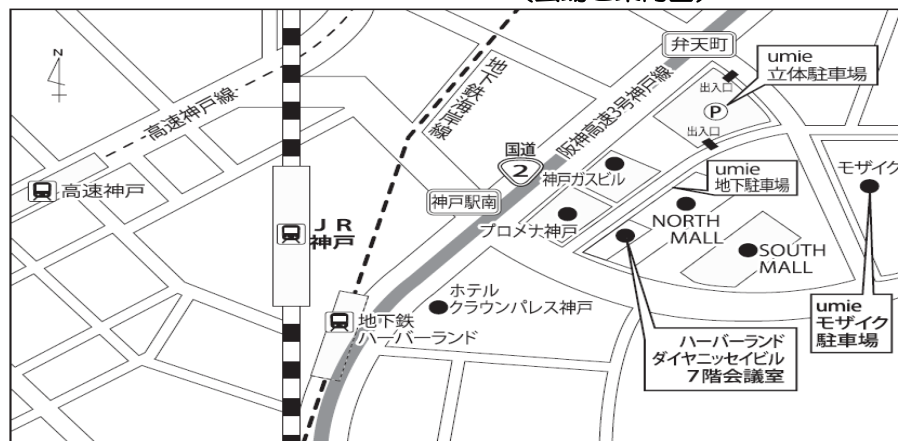 (会場ご案内図)
N
弁天町
umie
立体駐車場
出入口
P
出入口
地下鉄海岸線
阪神高速3号神戸線
高速神戸線
国道
2
神戸ガスビル
umie
地下駐車場
モザイク
高速神戸
神戸駅南
JR
神戸
プロメナ神戸
NORTH
MALL
SOUTH
MALL
ホテル
クラウンパレス神戸
地下鉄
ハーバーランド
umie
モザイク
駐車場
ハーバーランド
ダイヤニッセイビル
7階会議室